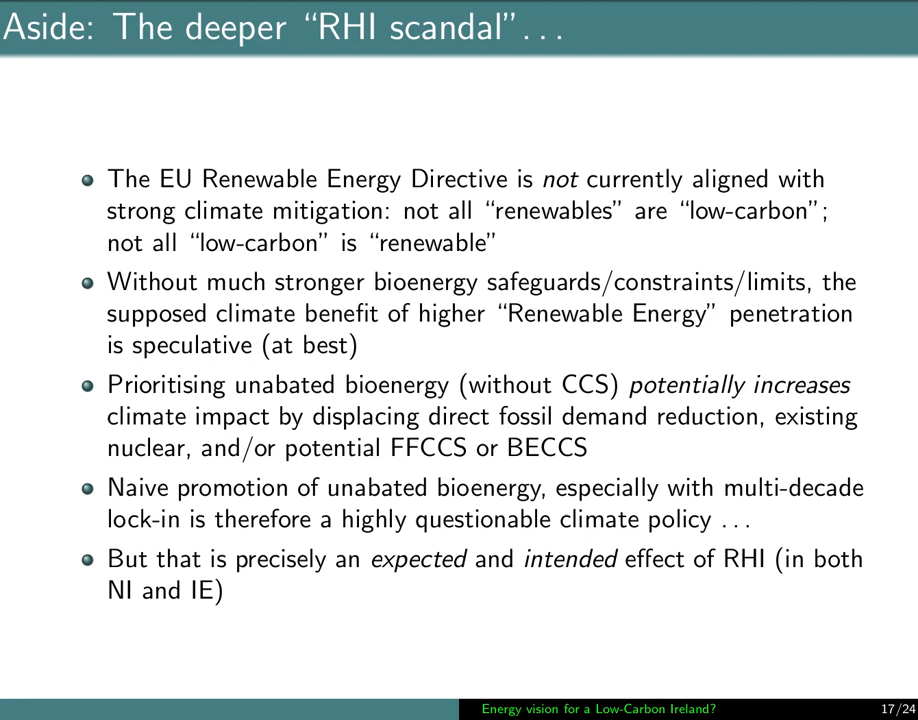 Aside: The deeper “RHI scandal”...
The EU Renewable Energy Directive is not currently aligned with
strong climate mitigation: not all “renewables” are “low-carbon”;
not all “low-carbon” is “renewable”
Without much stronger bioenergy safeguards/constraints/limits, the
supposed climate benefit of higher “Renewable Energy” penetration
is speculative (at best)
Prioritising unabated bioenergy (without CCS) potentially increases
climate impact by displacing direct fossil demand reduction, existing
nuclear, and/or potential FFCCS or BECCS
Naive promotion of unabated bioenergy, especially with multi-decade
lock-in is therefore a highly questionable climate policy ...
But that is precisely an expected and intended effect of RHI (in both
NI and IE)
Energy vision for a Low-Carbon Ireland? 17/24